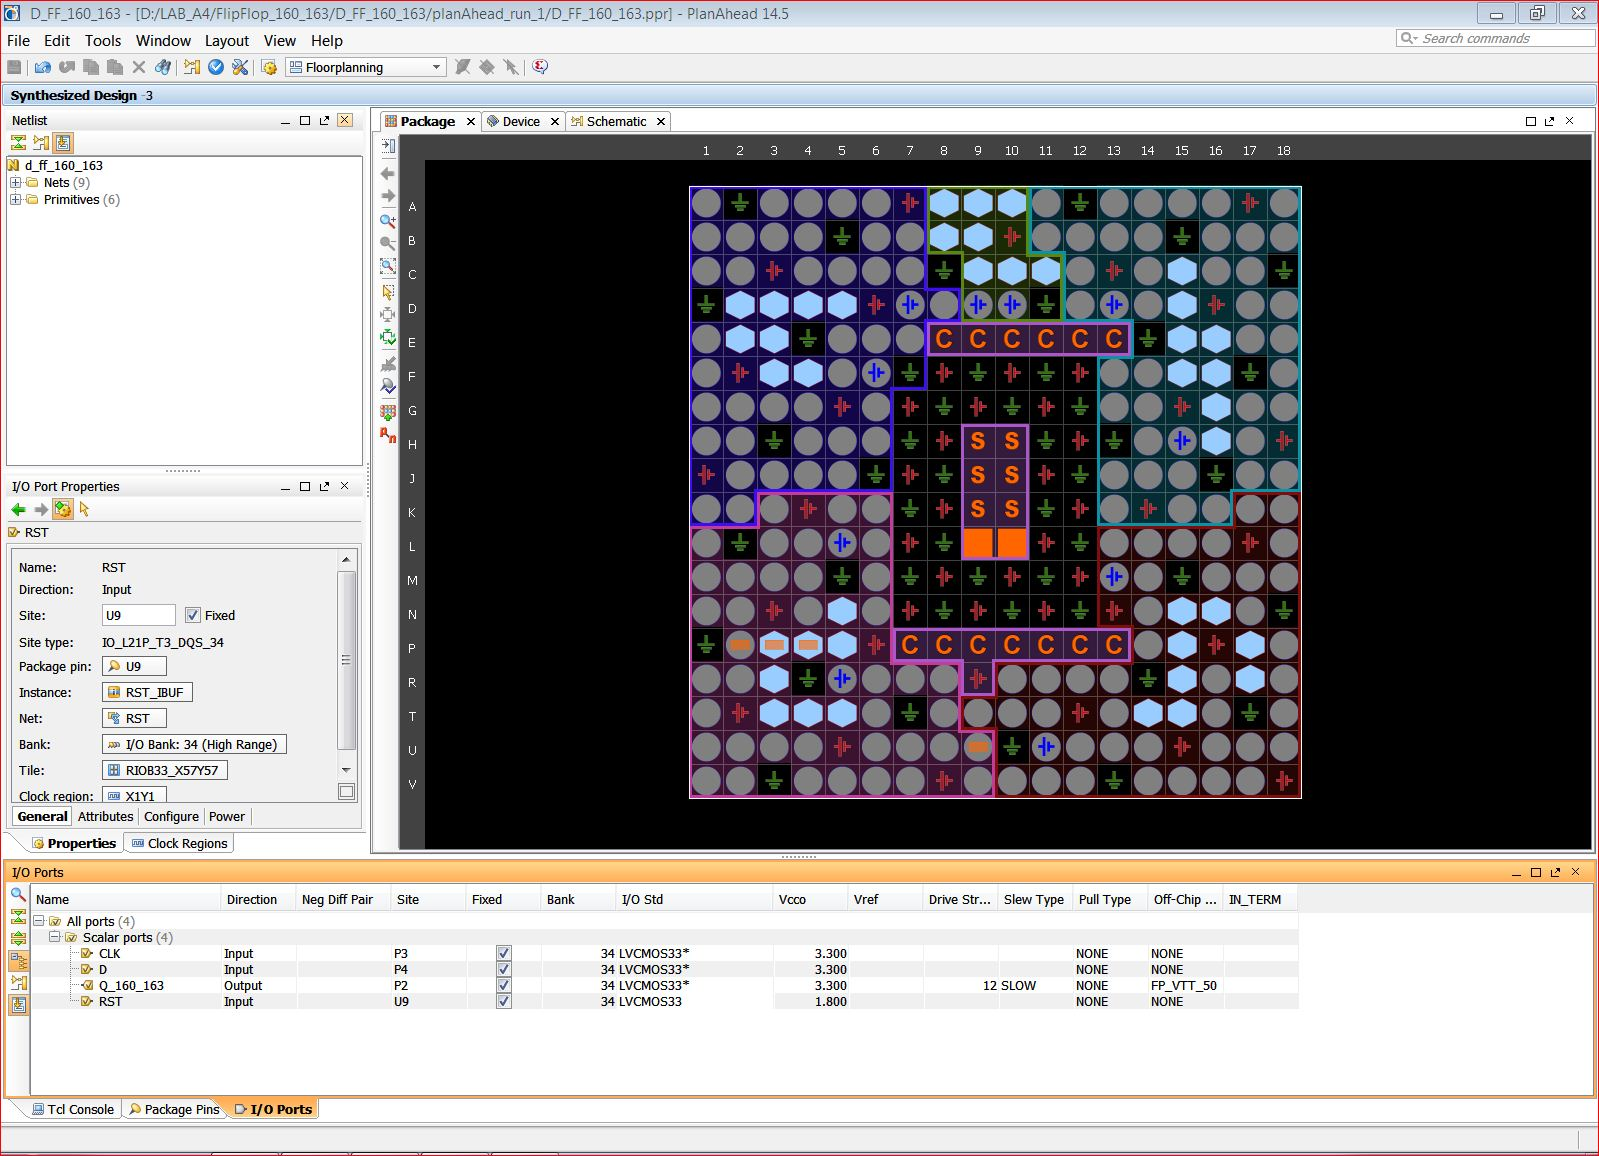 D_FF_160_163 - [D:/LAB_A4/FlipFlop_160_163/D_FF_160_163/planAhead_run_1/D_FF_160_163.ppr] - PlanAhead 14.5
File Edit Tools Window Layout View Help
Search commands
Floorplanning
Synthesized Design -3
Netlist
d_ff_160_163
Nets (9)
Primitives (6)
I/O Port Properties
RST
Name: RST
Direction: Input
Site: U9 Fixed
Site type: IO_L21P_T3_DQS_34
Package pin: U9
Instance: RST_IBUF
Net: RST
Bank: I/O Bank: 34 (High Range)
Tile: RIOB33_X57Y57
Clock region: X1Y1
General Attributes Configure Power
Properties Clock Regions
Package Device Schematic
1 2 3 4 5 6 7 8 9 10 11 12 13 14 15 16 17 18
A
B
C
D
E C C C C C C
F
G
H S S
J S S
K S S
L
M
N
P C C C C C C C
R
T
U
V
I/O Ports
Name Direction Neg Diff Pair Site Fixed Bank I/O Std Vcco Vref Drive Str... Slew Type Pull Type Off-Chip ... IN_TERM
All ports (4)
Scalar ports (4)
CLK Input P3 34 LVCMOS33* 3.300 NONE NONE
D Input P4 34 LVCMOS33* 3.300 NONE NONE
Q_160_163 Output P2 34 LVCMOS33* 3.300 12 SLOW NONE FP_VTT_50
RST Input U9 34 LVCMOS33 1.800 NONE NONE
Tcl Console Package Pins I/O Ports